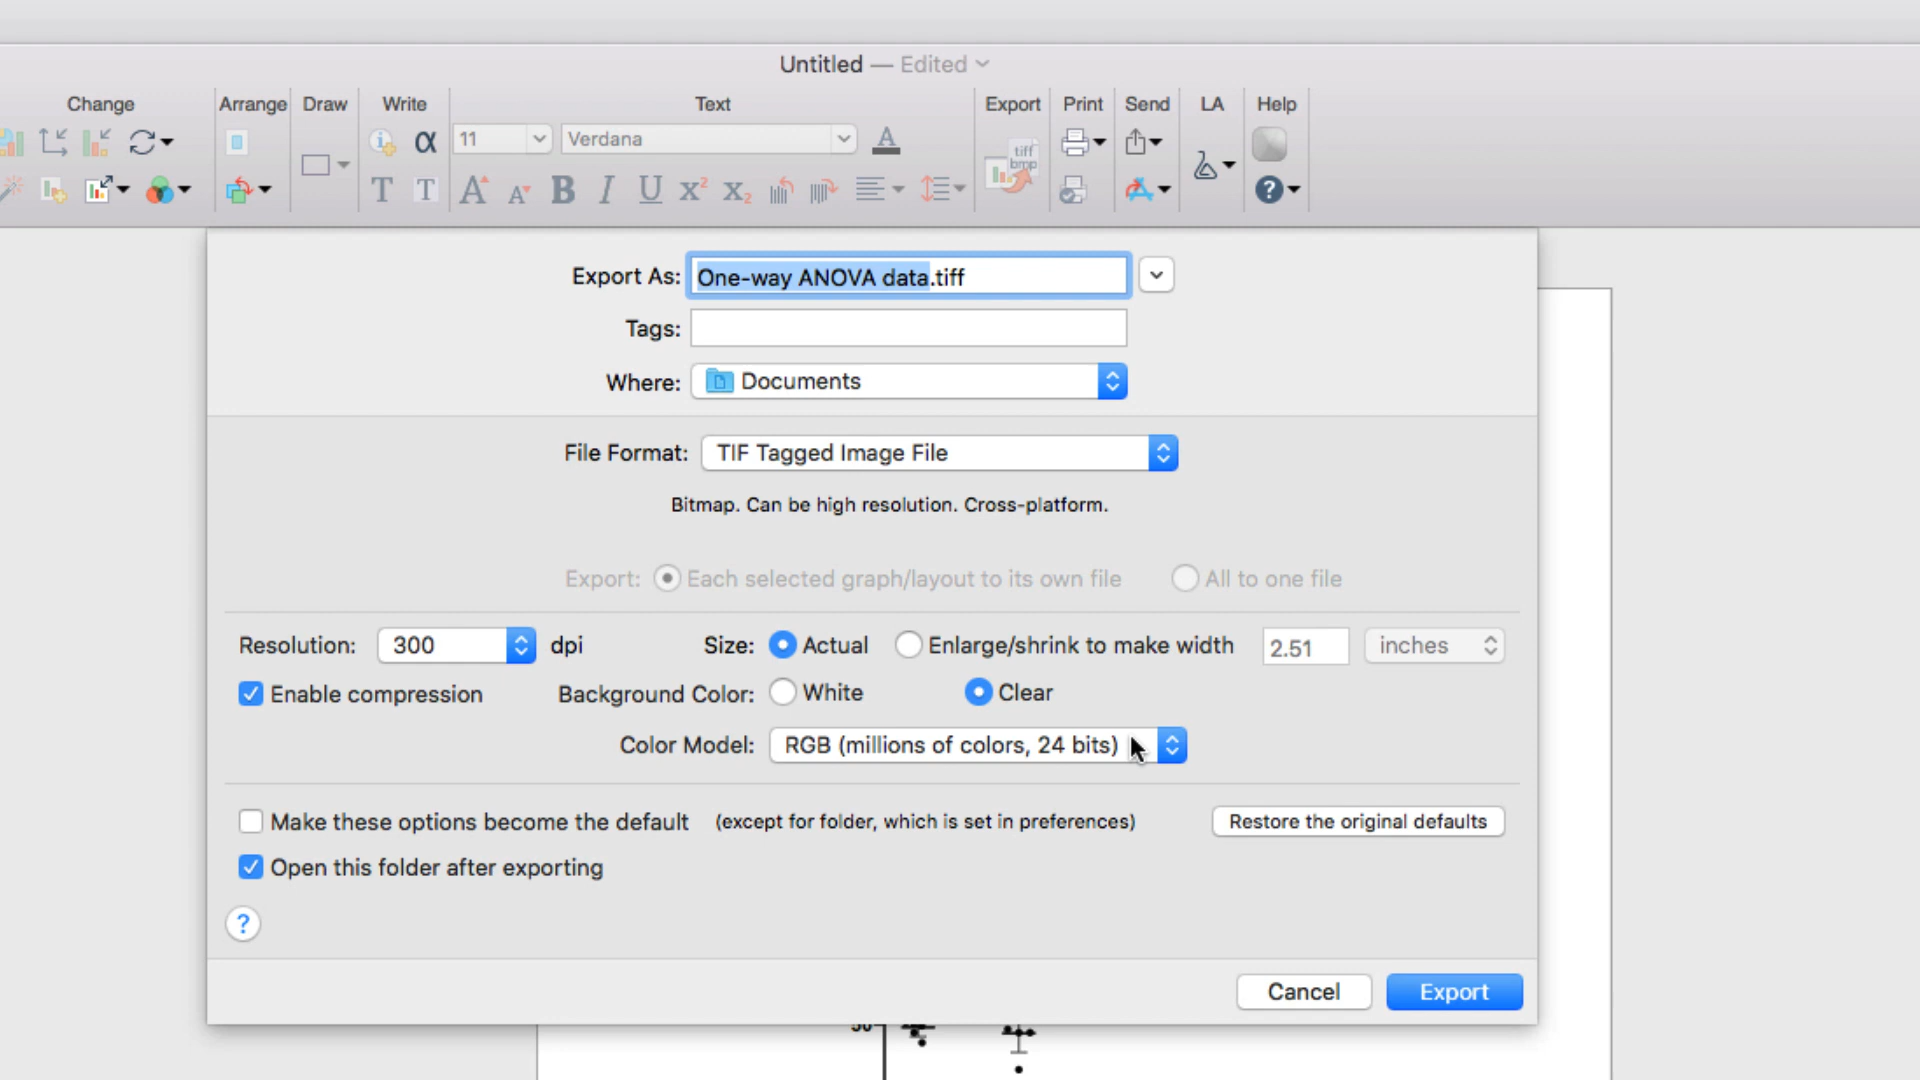 Untitled — Edited
Change Arrange Draw Write Text Export Print Send LA Help
α 11 Verdana A tiff bmp
T T A A B I U X² X₂ ?
Export As: One-way ANOVA data.tiff
Tags:
Where: Documents
File Format: TIF Tagged Image File
Bitmap. Can be high resolution. Cross-platform.
Export: Each selected graph/layout to its own file All to one file
Resolution: 300 dpi Size: Actual Enlarge/shrink to make width 2.51 inches
Enable compression Background Color: White Clear
Color Model: RGB (millions of colors, 24 bits)
Make these options become the default (except for folder, which is set in preferences) Restore the original defaults
Open this folder after exporting
?
Cancel Export